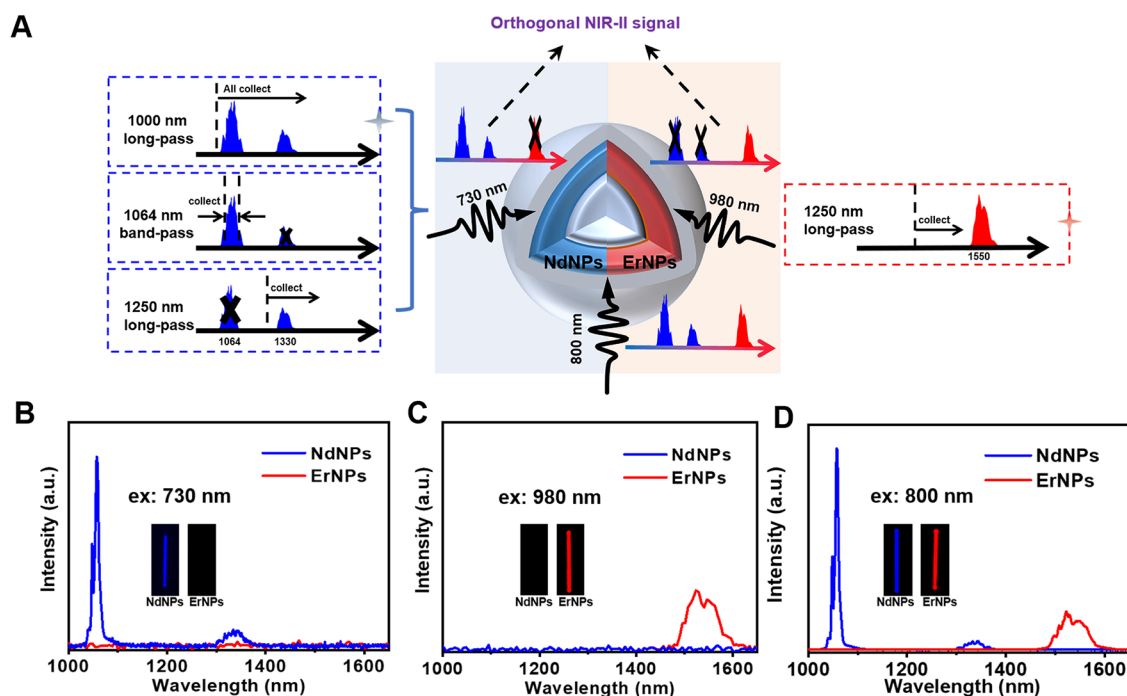 A
Orthogonal NIR-II signal
1000 nm
long-pass
All collect
1064 nm
band-pass
collect
1250 nm
long-pass
collect
1064
1330
730 nm
980 nm
NdNPs
ErNPs
800 nm
1250 nm
long-pass
collect
1550
B
Intensity (a.u.)
NdNPs
ErNPs
ex: 730 nm
NdNPs
ErNPs
1000
1200
1400
1600
Wavelength (nm)
C
Intensity (a.u.)
NdNPs
ErNPs
ex: 980 nm
NdNPs
ErNPs
1000
1200
1400
1600
Wavelength (nm)
D
Intensity (a.u.)
NdNPs
ErNPs
ex: 800 nm
NdNPs
ErNPs
1000
1200
1400
1600
Wavelength (nm)